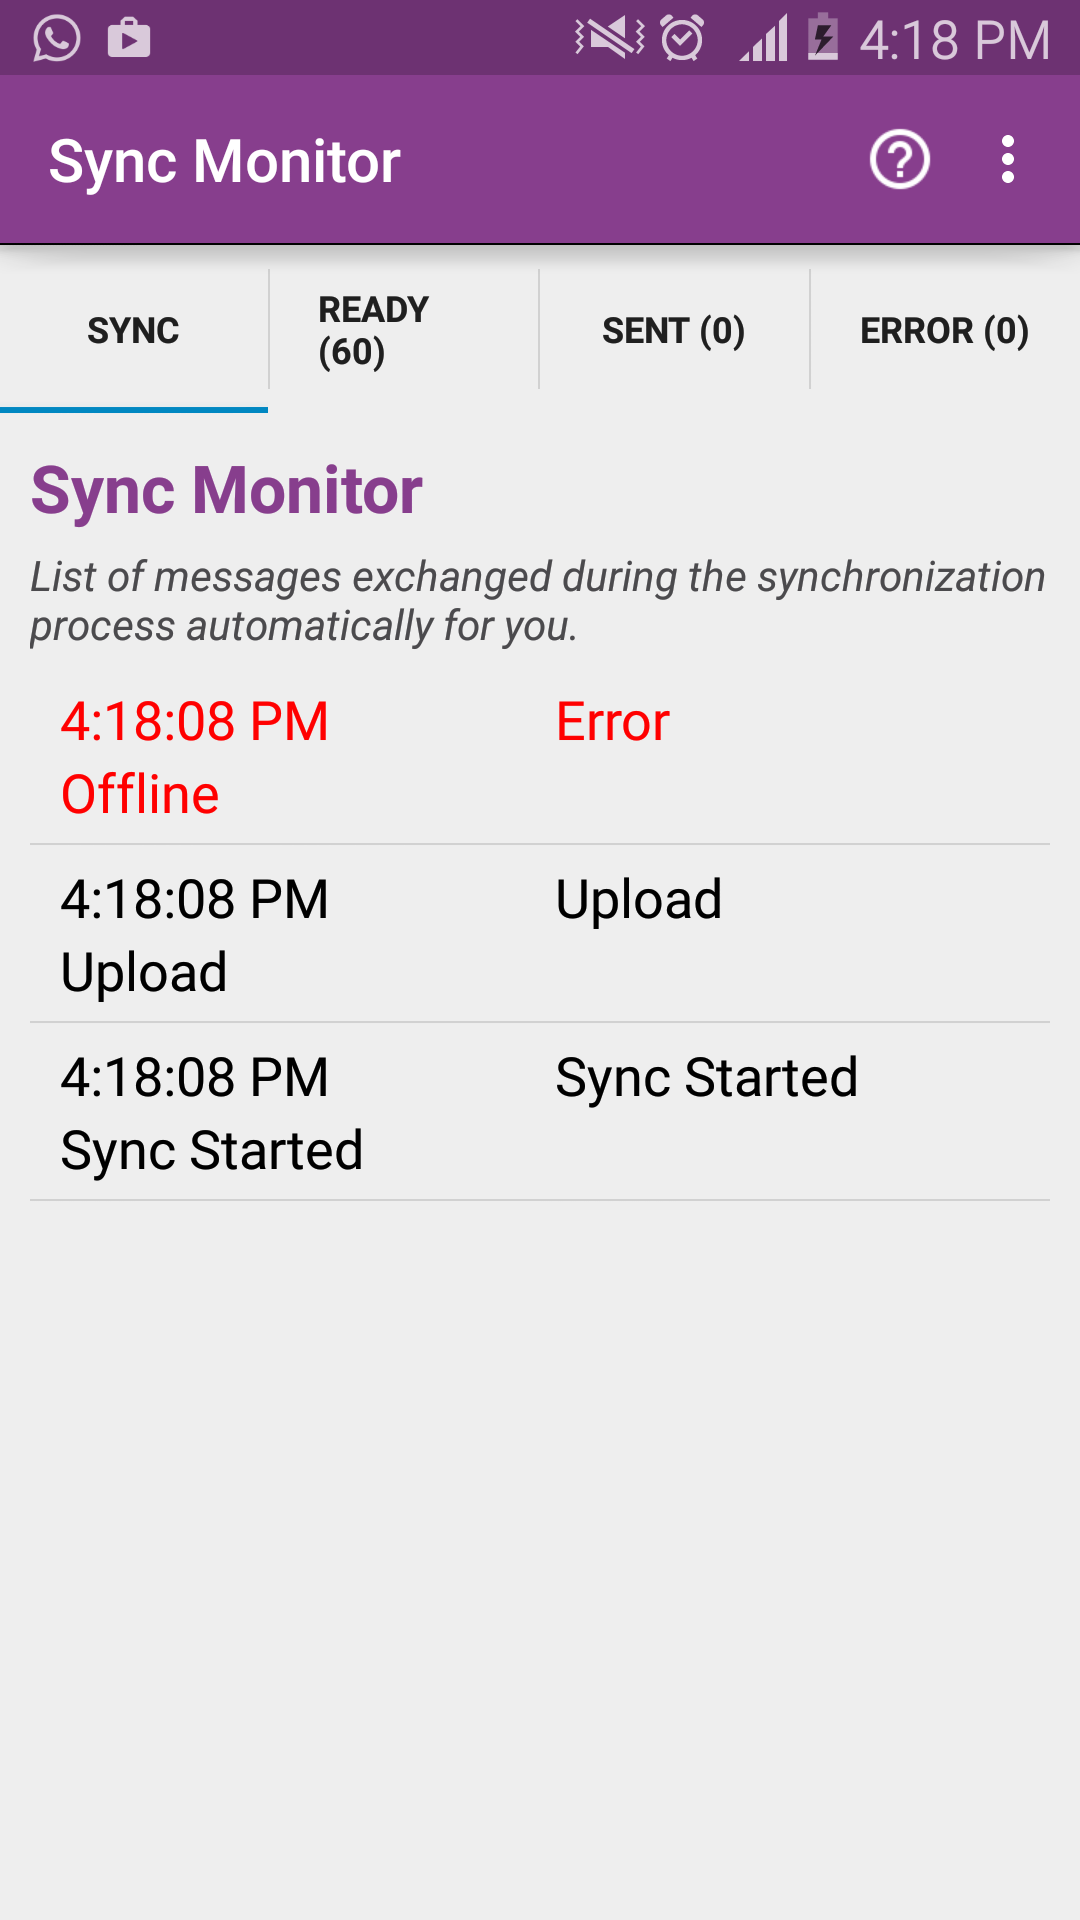 4:18 PM
Sync Monitor
SYNC
READY
(60)
SENT (0)
ERROR (0)
Sync Monitor
List of messages exchanged during the synchronization
process automatically for you.
4:18:08 PM Error
Offline
4:18:08 PM Upload
Upload
4:18:08 PM Sync Started
Sync Started